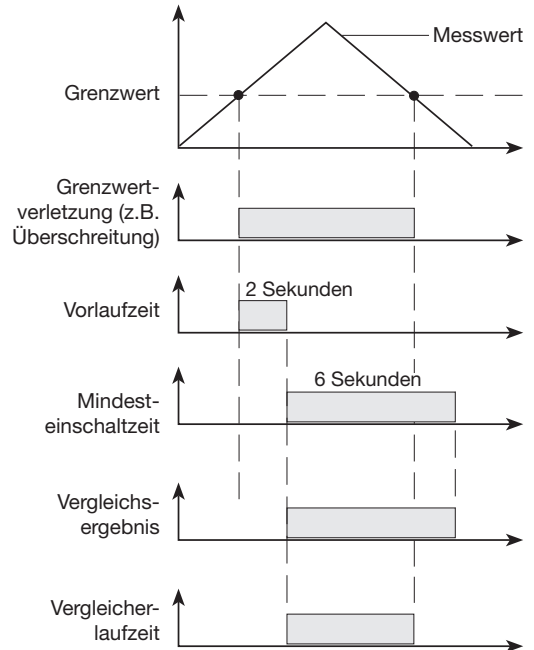 Messwert
Grenzwert
Grenzwert-
verletzung (z.B.
Überschreitung)
2 Sekunden
Vorlaufzeit
6 Sekunden
Mindest-
einschaltzeit
Vergleichs-
ergebnis
Vergleicher-
laufzeit